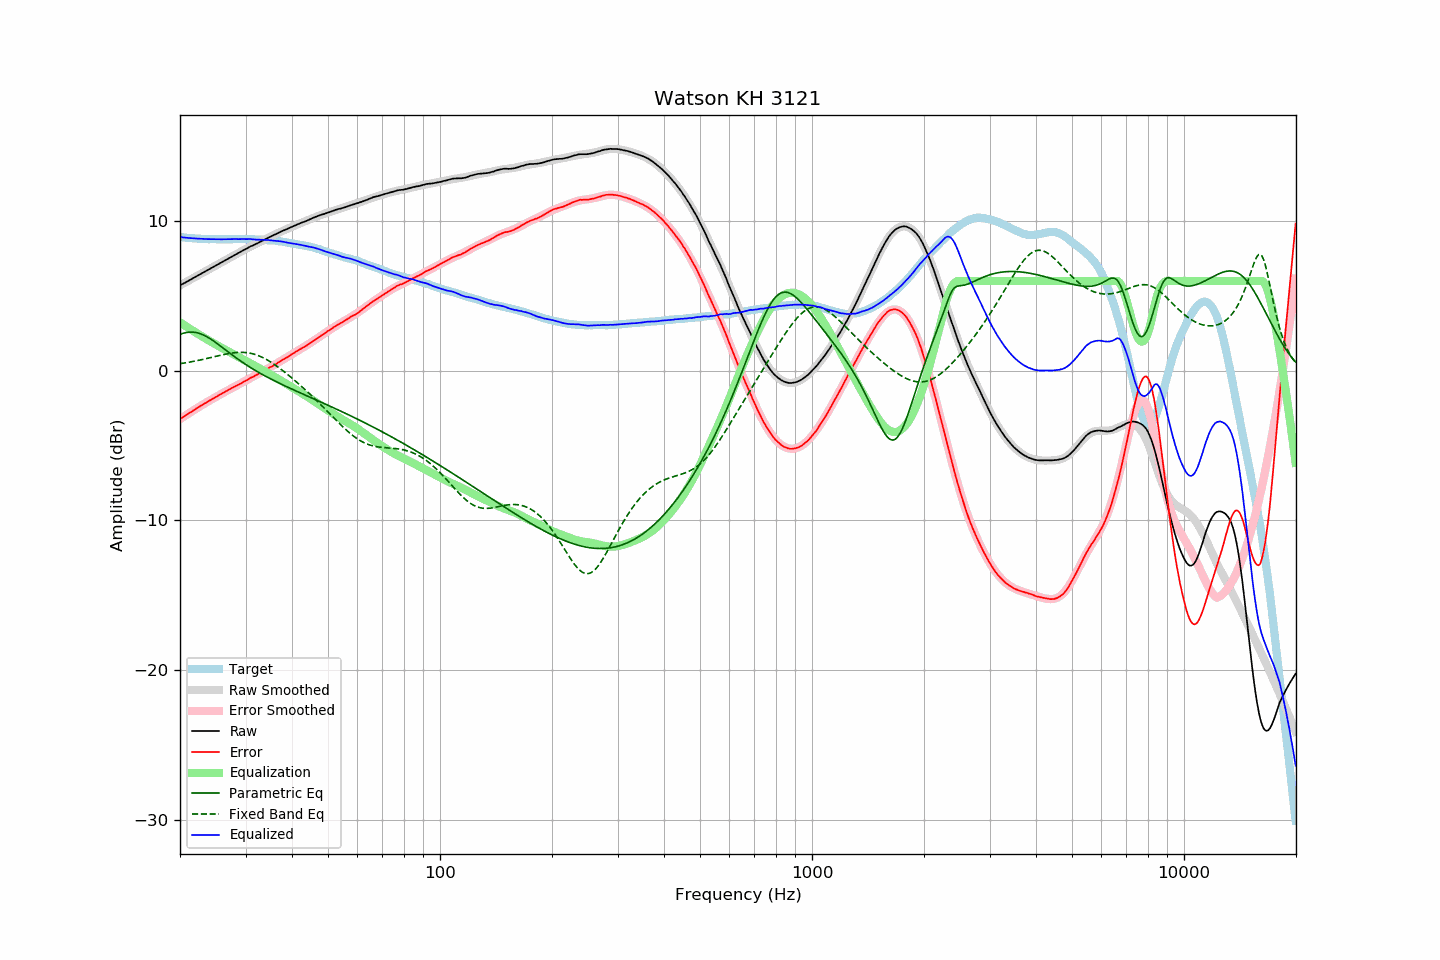 Watson KH 3121
Amplitude (dBr)
10
0
−10
−20
−30
Target
Raw Smoothed
Error Smoothed
Raw
Error
Equalization
Parametric Eq
Fixed Band Eq
Equalized
100
1000
10000
Frequency (Hz)